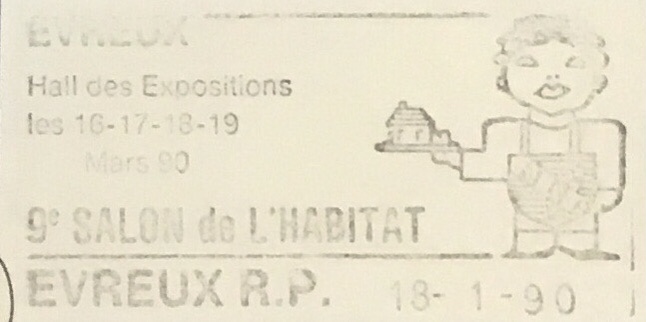 EVREUX
Hall des Expositions
les 16-17-18-19
Mars 90
9e SALON de L'HABITAT
EVREUX R.P. 18- 1 -90